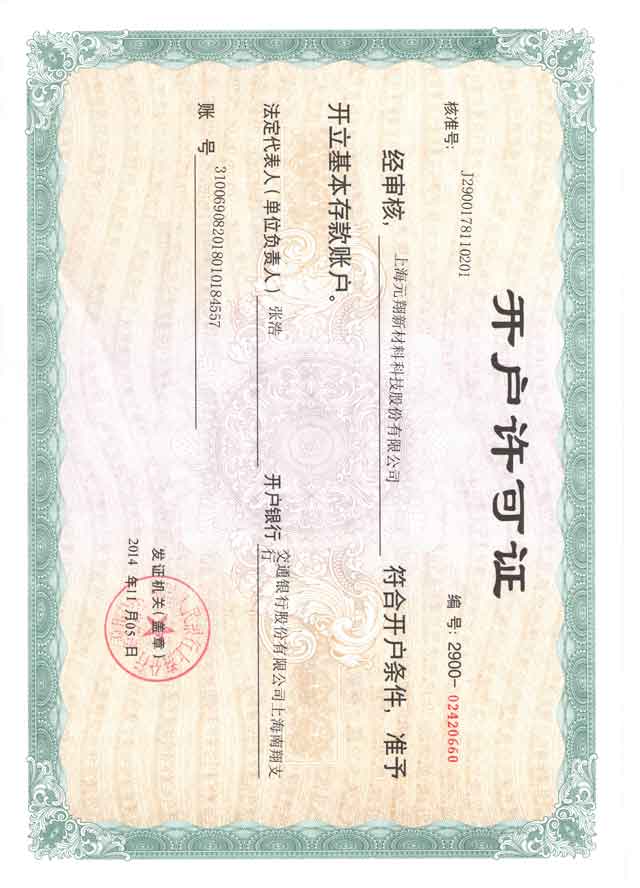 开户许可证
核准号: J2900178110201
编号: 2900-02420660
经审核, 上海元翔新材料科技股份有限公司 符合开户条件, 准予
开立基本存款账户。
法定代表人(单位负责人) 张浩 开户银行 交通银行股份有限公司上海南翔支
行
账号 310069082018010184557
发证机关(盖章)
2014 年11 月05 日